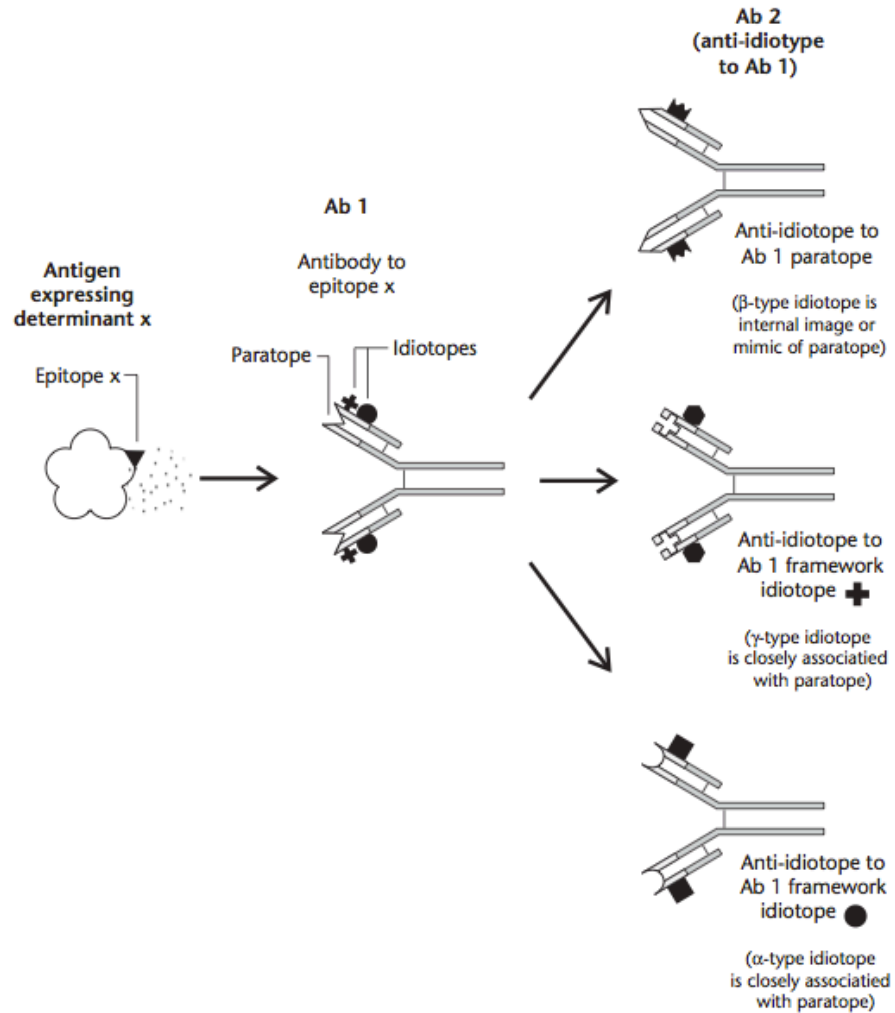 Ab 2
(anti-idiotype
to Ab 1)
Ab 1
Antibody to
epitope x
Antigen
expressing
determinant x
Epitope x
Paratope
Idiotopes
Anti-idiotope to
Ab 1 paratope
(β-type idiotope is
internal image or
mimic of paratope)
Anti-idiotope to
Ab 1 framework
idiotope
(γ-type idiotope
is closely associatied
with paratope)
Anti-idiotope to
Ab 1 framework
idiotope
(α-type idiotope
is closely associatied
with paratope)